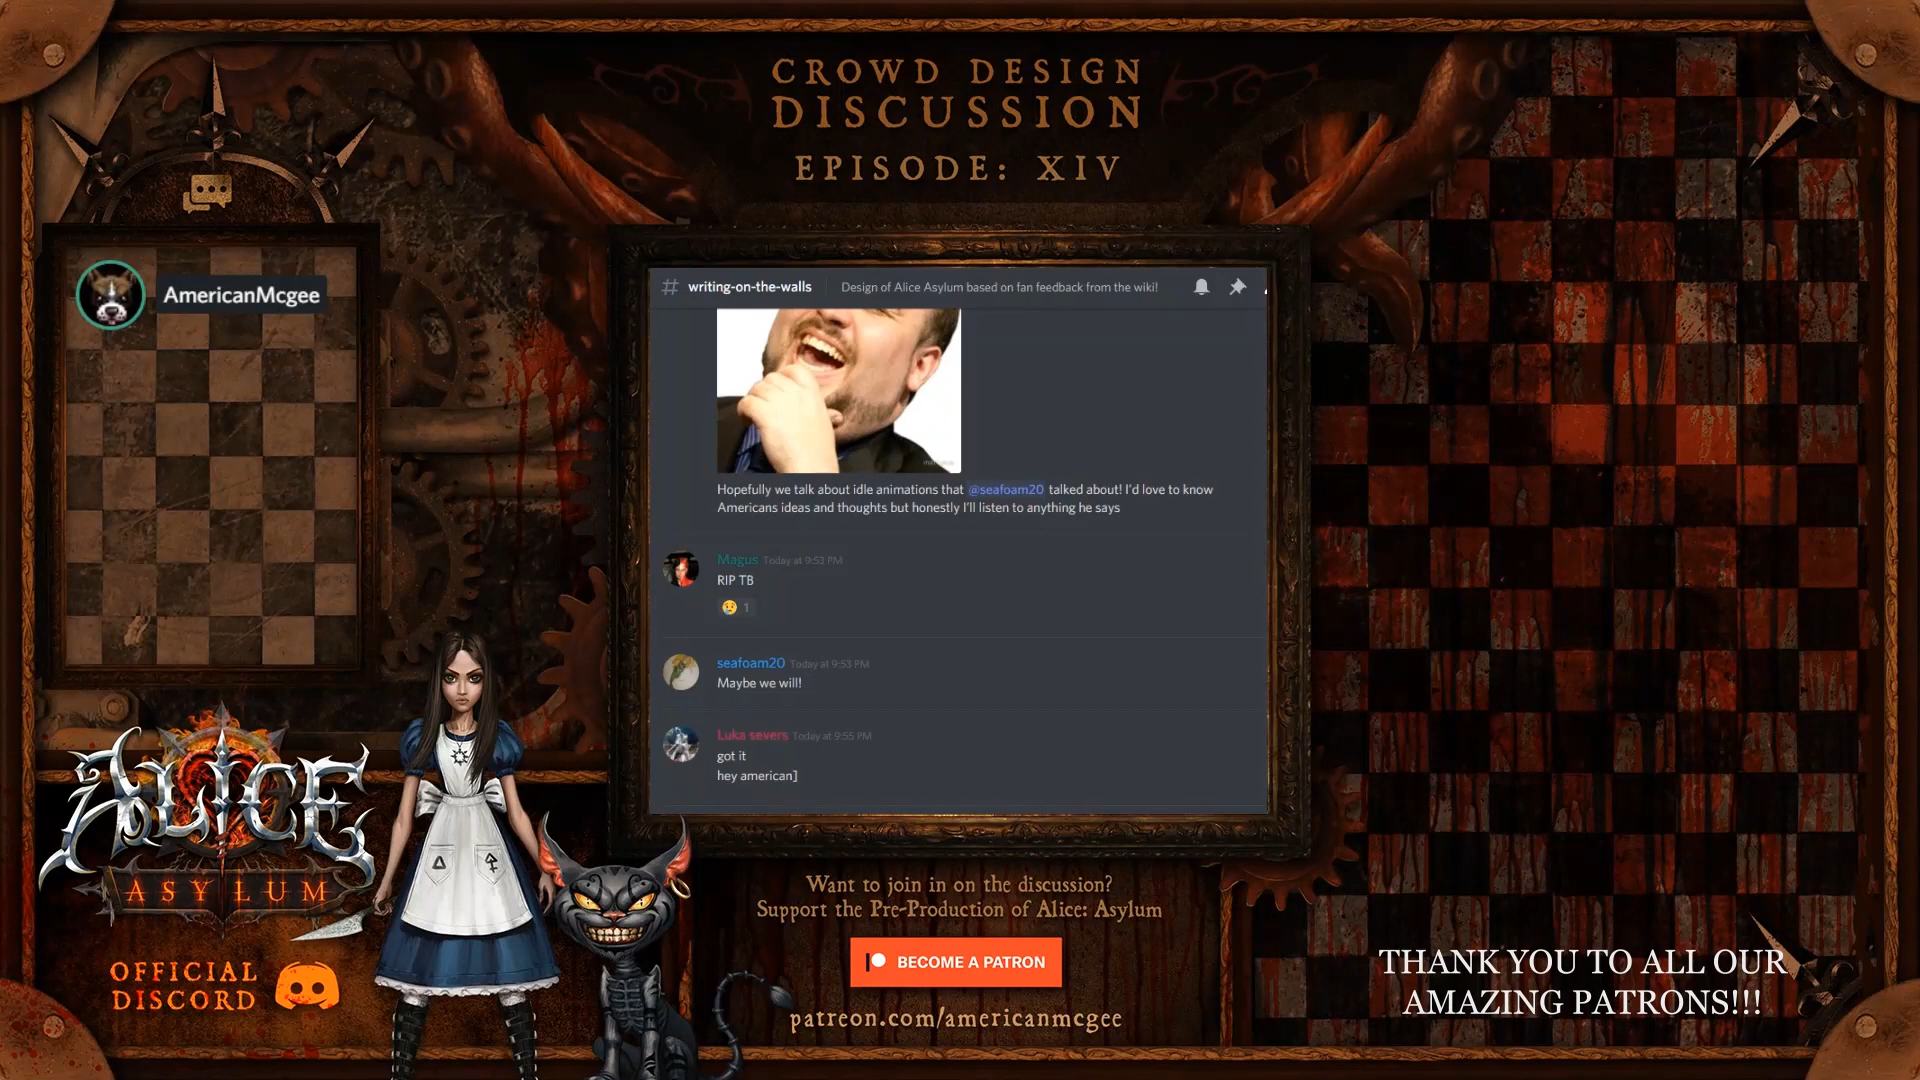 CROWD DESIGN
DISCUSSION
EPISODE: XIV
AmericanMcgee
# writing-on-the-walls
Design of Alice Asylum based on fan feedback from the wiki!
Hopefully we talk about idle animations that @seafoam20 talked about! I'd love to know
Americans ideas and thoughts but honestly I'll listen to anything he says
Magus Today at 9:53 PM
RIP TB
1
seafoam20 Today at 9:53 PM
Maybe we will!
Luka severs Today at 9:55 PM
got it
hey american]
ALICE
ASYLUM
OFFICIAL
DISCORD
Want to join in on the discussion?
Support the Pre-Production of Alice: Asylum
BECOME A PATRON
patreon.com/americanmcgee
THANK YOU TO ALL OUR
AMAZING PATRONS!!!